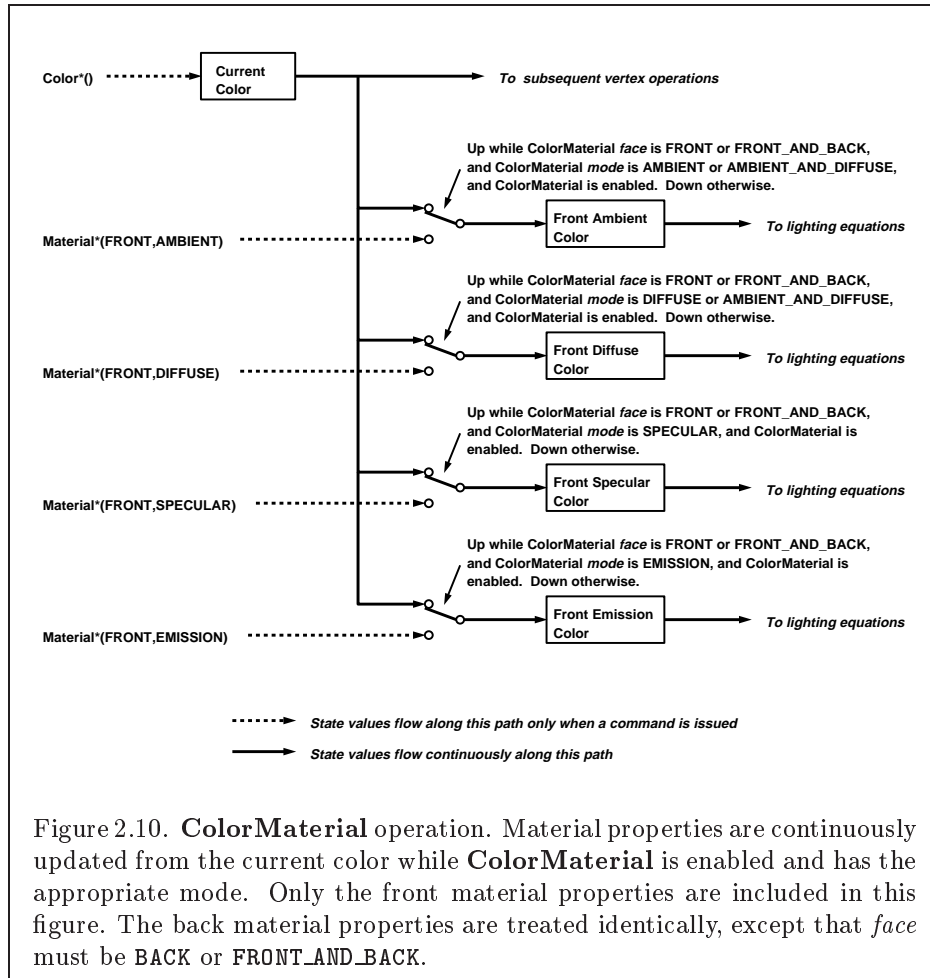 Color*()
Current
Color
To subsequent vertex operations
Up while ColorMaterial face is FRONT or FRONT_AND_BACK,
and ColorMaterial mode is AMBIENT or AMBIENT_AND_DIFFUSE,
and ColorMaterial is enabled. Down otherwise.
Material*(FRONT,AMBIENT)
Front Ambient
Color
To lighting equations
Up while ColorMaterial face is FRONT or FRONT_AND_BACK,
and ColorMaterial mode is DIFFUSE or AMBIENT_AND_DIFFUSE,
and ColorMaterial is enabled. Down otherwise.
Material*(FRONT,DIFFUSE)
Front Diffuse
Color
To lighting equations
Up while ColorMaterial face is FRONT or FRONT_AND_BACK,
and ColorMaterial mode is SPECULAR, and ColorMaterial is
enabled. Down otherwise.
Material*(FRONT,SPECULAR)
Front Specular
Color
To lighting equations
Up while ColorMaterial face is FRONT or FRONT_AND_BACK,
and ColorMaterial mode is EMISSION, and ColorMaterial is
enabled. Down otherwise.
Material*(FRONT,EMISSION)
Front Emission
Color
To lighting equations
State values flow along this path only when a command is issued
State values flow continuously along this path
Figure 2.10. ColorMaterial operation. Material properties are continuously
updated from the current color while ColorMaterial is enabled and has the
appropriate mode. Only the front material properties are included in this
figure. The back material properties are treated identically, except that face
must be BACK or FRONT_AND_BACK.